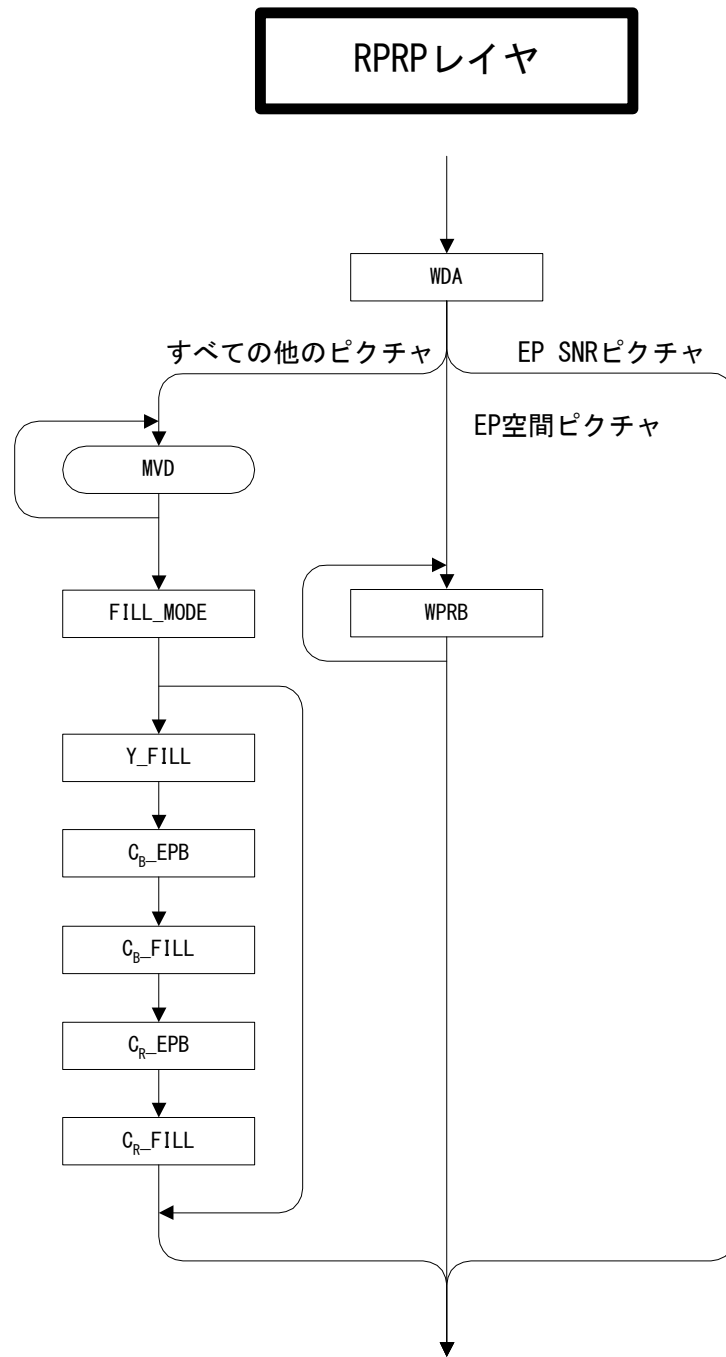 RPRPレイヤ
WDA
すべての他のピクチャ
EP SNRピクチャ
EP空間ピクチャ
MVD
FILL_MODE
WPRB
Y_FILL
C_B_EPB
C_B_FILL
C_R_EPB
C_R_FILL